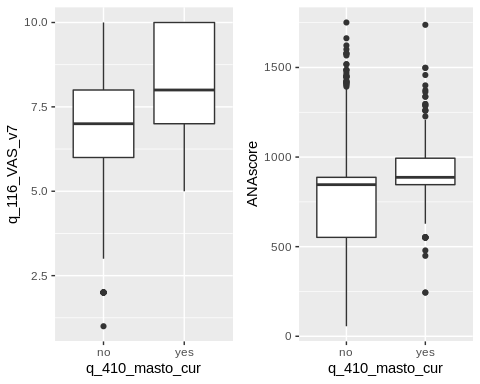 q_116_VAS_v7
10.0
7.5
5.0
2.5
no yes
q_410_masto_cur
ANAscore
1500
1000
500
0
no yes
q_410_masto_cur